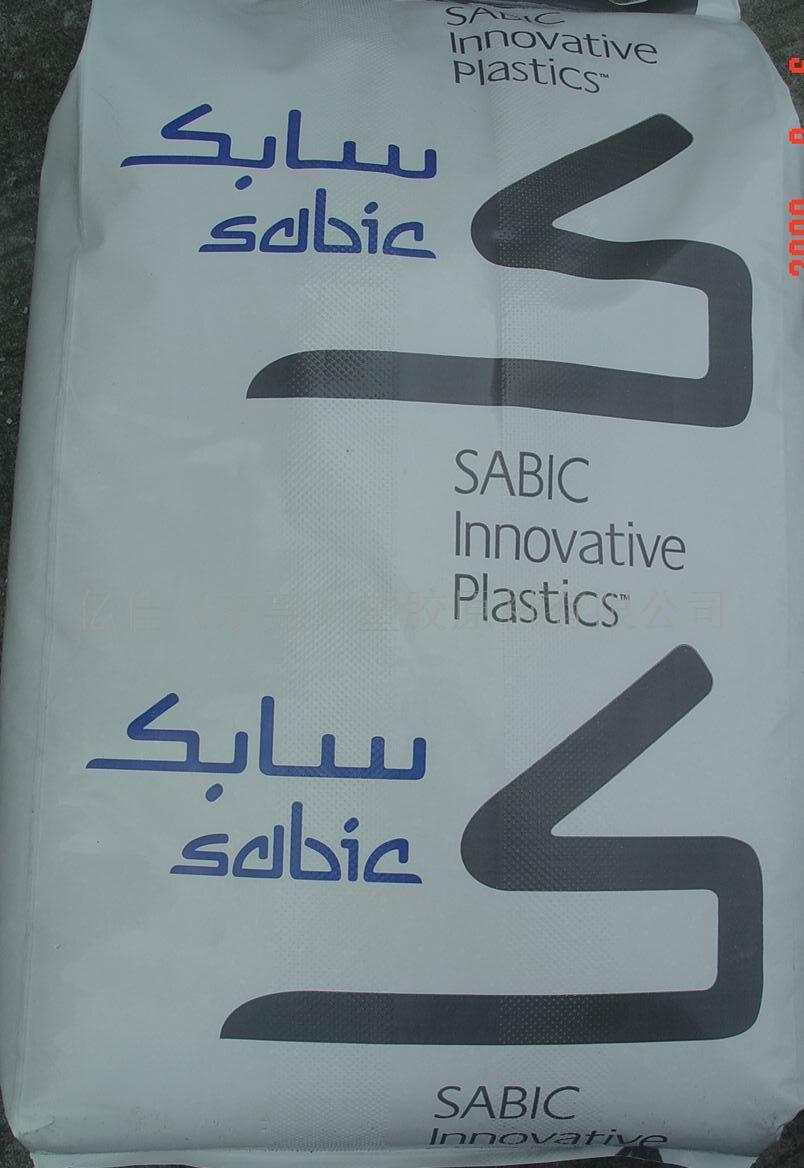 SABIC
Innovative
Plastics™
سابك
sabic
SABIC
Innovative
Plastics™
سابك
sabic
SABIC
Innovative